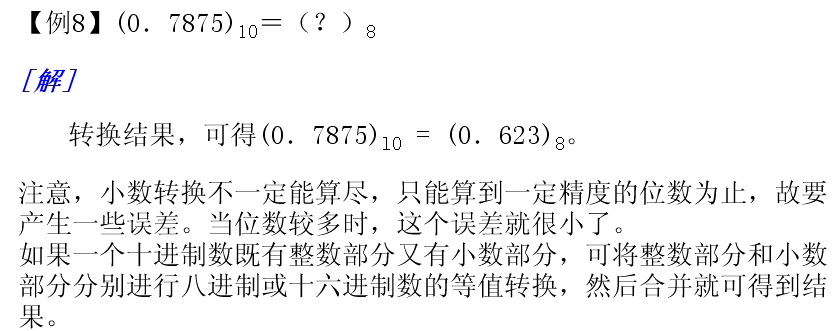 【例8】(0．7875)10＝（？）8
[解]
转换结果，可得(0．7875)10 = (0．623)8。
注意，小数转换不一定能算尽，只能算到一定精度的位数为止，故要
产生一些误差。当位数较多时，这个误差就很小了。
如果一个十进制数既有整数部分又有小数部分，可将整数部分和小数
部分分别进行八进制或十六进制数的等值转换，然后合并就可得到结
果。